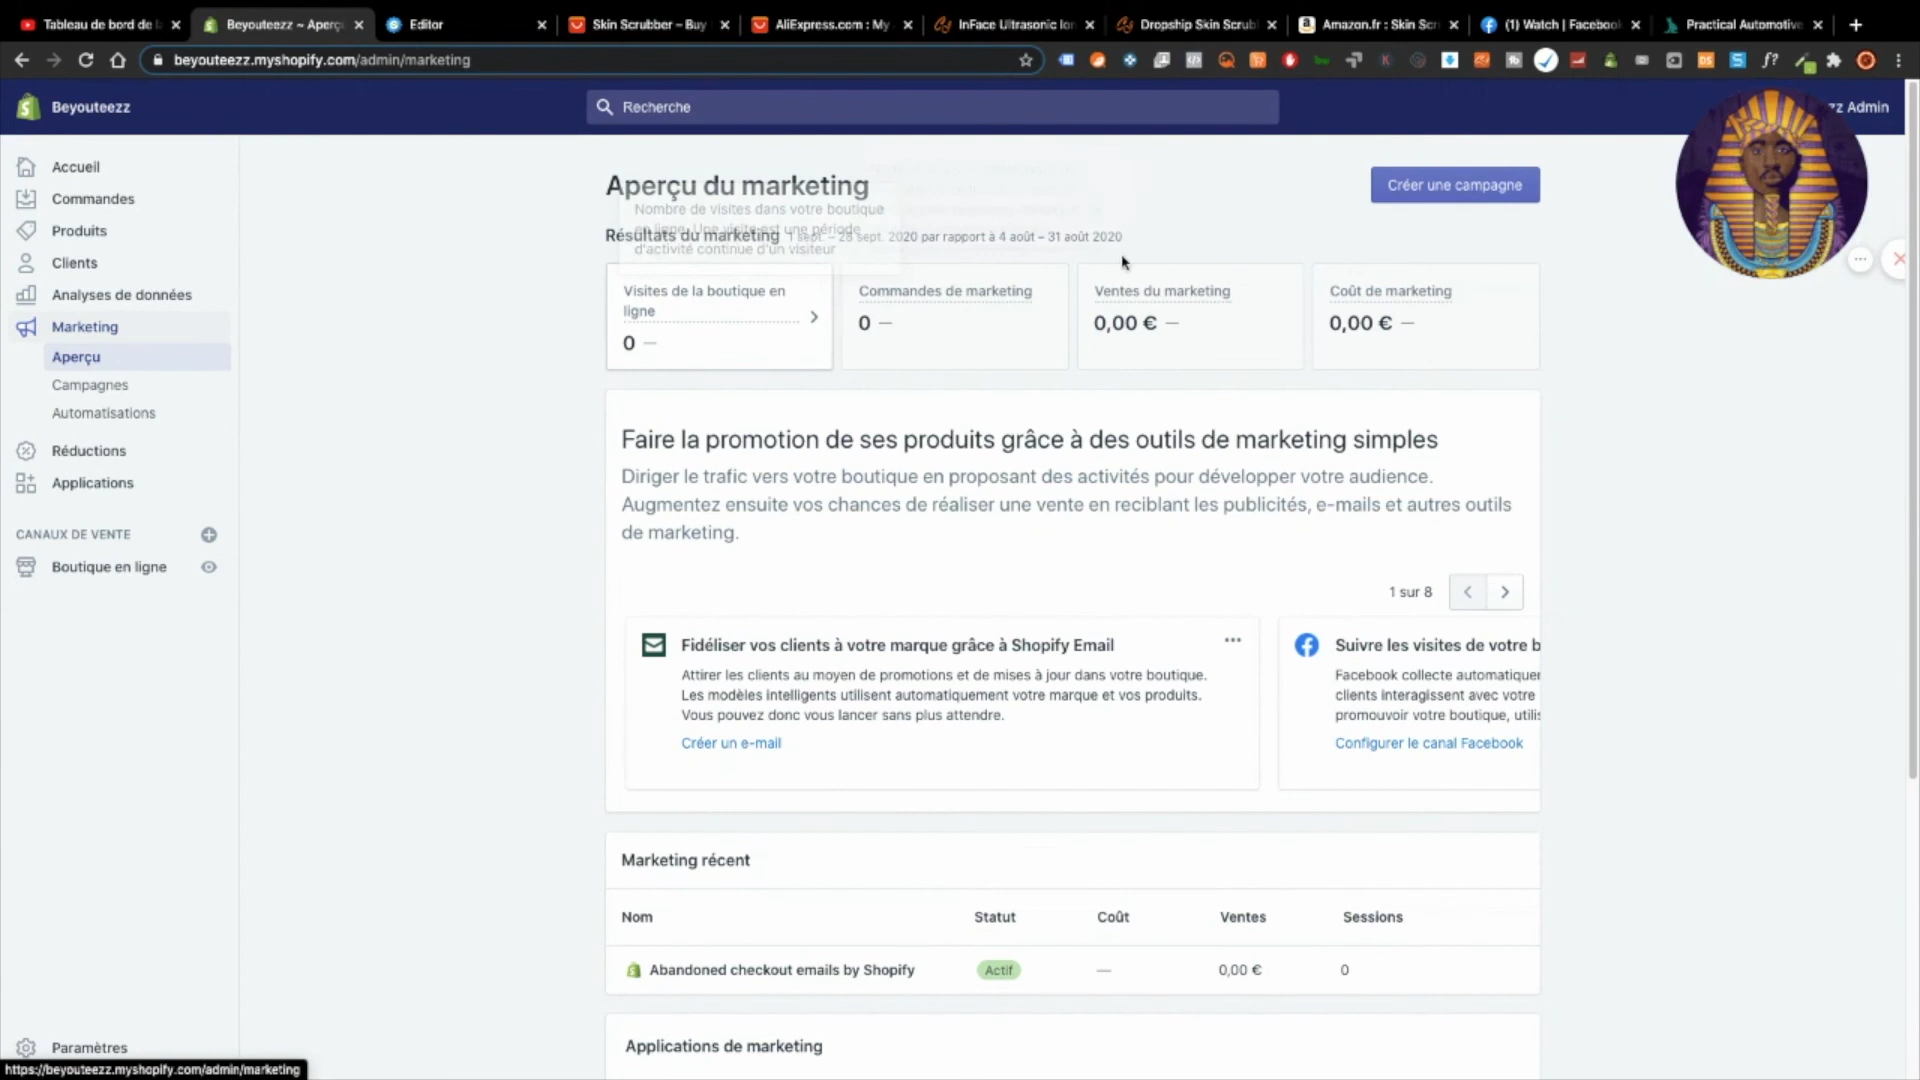 Tableau de bord de l
Beyouteezz ~ Aperç
Editor
Skin Scrubber – Buy
AliExpress.com : My
InFace Ultrasonic Ion
Dropship Skin Scrub
Amazon.fr : Skin Scr
(1) Watch | Facebook
Practical Automotive
beyouteezz.myshopify.com/admin/marketing
Beyouteezz
Recherche
zz Admin
Accueil
Commandes
Produits
Clients
Analyses de données
Marketing
Aperçu
Campagnes
Automatisations
Réductions
Applications
CANAUX DE VENTE
Boutique en ligne
Paramètres
https://beyouteezz.myshopify.com/admin/marketing
Aperçu du marketing
Créer une campagne
Nombre de visites dans votre boutique
en ligne. Une visite est une période
d'activité continue d'un visiteur
Résultats du marketing 1 sept. – 28 sept. 2020 par rapport à 4 août – 31 août 2020
Visites de la boutique en
ligne
0 —
Commandes de marketing
0 —
Ventes du marketing
0,00 € —
Coût de marketing
0,00 € —
Faire la promotion de ses produits grâce à des outils de marketing simples
Diriger le trafic vers votre boutique en proposant des activités pour développer votre audience.
Augmentez ensuite vos chances de réaliser une vente en reciblant les publicités, e-mails et autres outils
de marketing.
1 sur 8
Fidéliser vos clients à votre marque grâce à Shopify Email
Attirer les clients au moyen de promotions et de mises à jour dans votre boutique.
Les modèles intelligents utilisent automatiquement votre marque et vos produits.
Vous pouvez donc vous lancer sans plus attendre.
Créer un e-mail
Suivre les visites de votre b
Facebook collecte automatiquer
clients interagissent avec votre
promouvoir votre boutique, utilis
Configurer le canal Facebook
Marketing récent
Nom Statut Coût Ventes Sessions
Abandoned checkout emails by Shopify Actif — 0,00 € 0
Applications de marketing